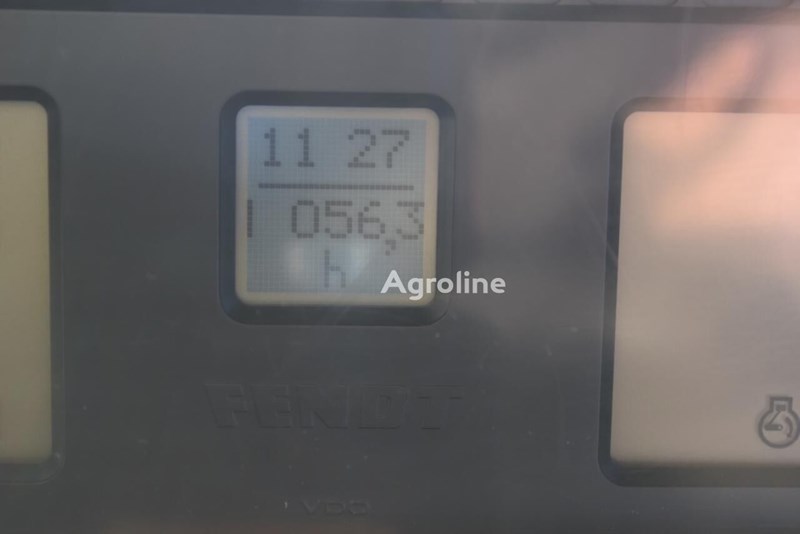 11 27
1 056,3
h
Agroline
FENDT
VDO